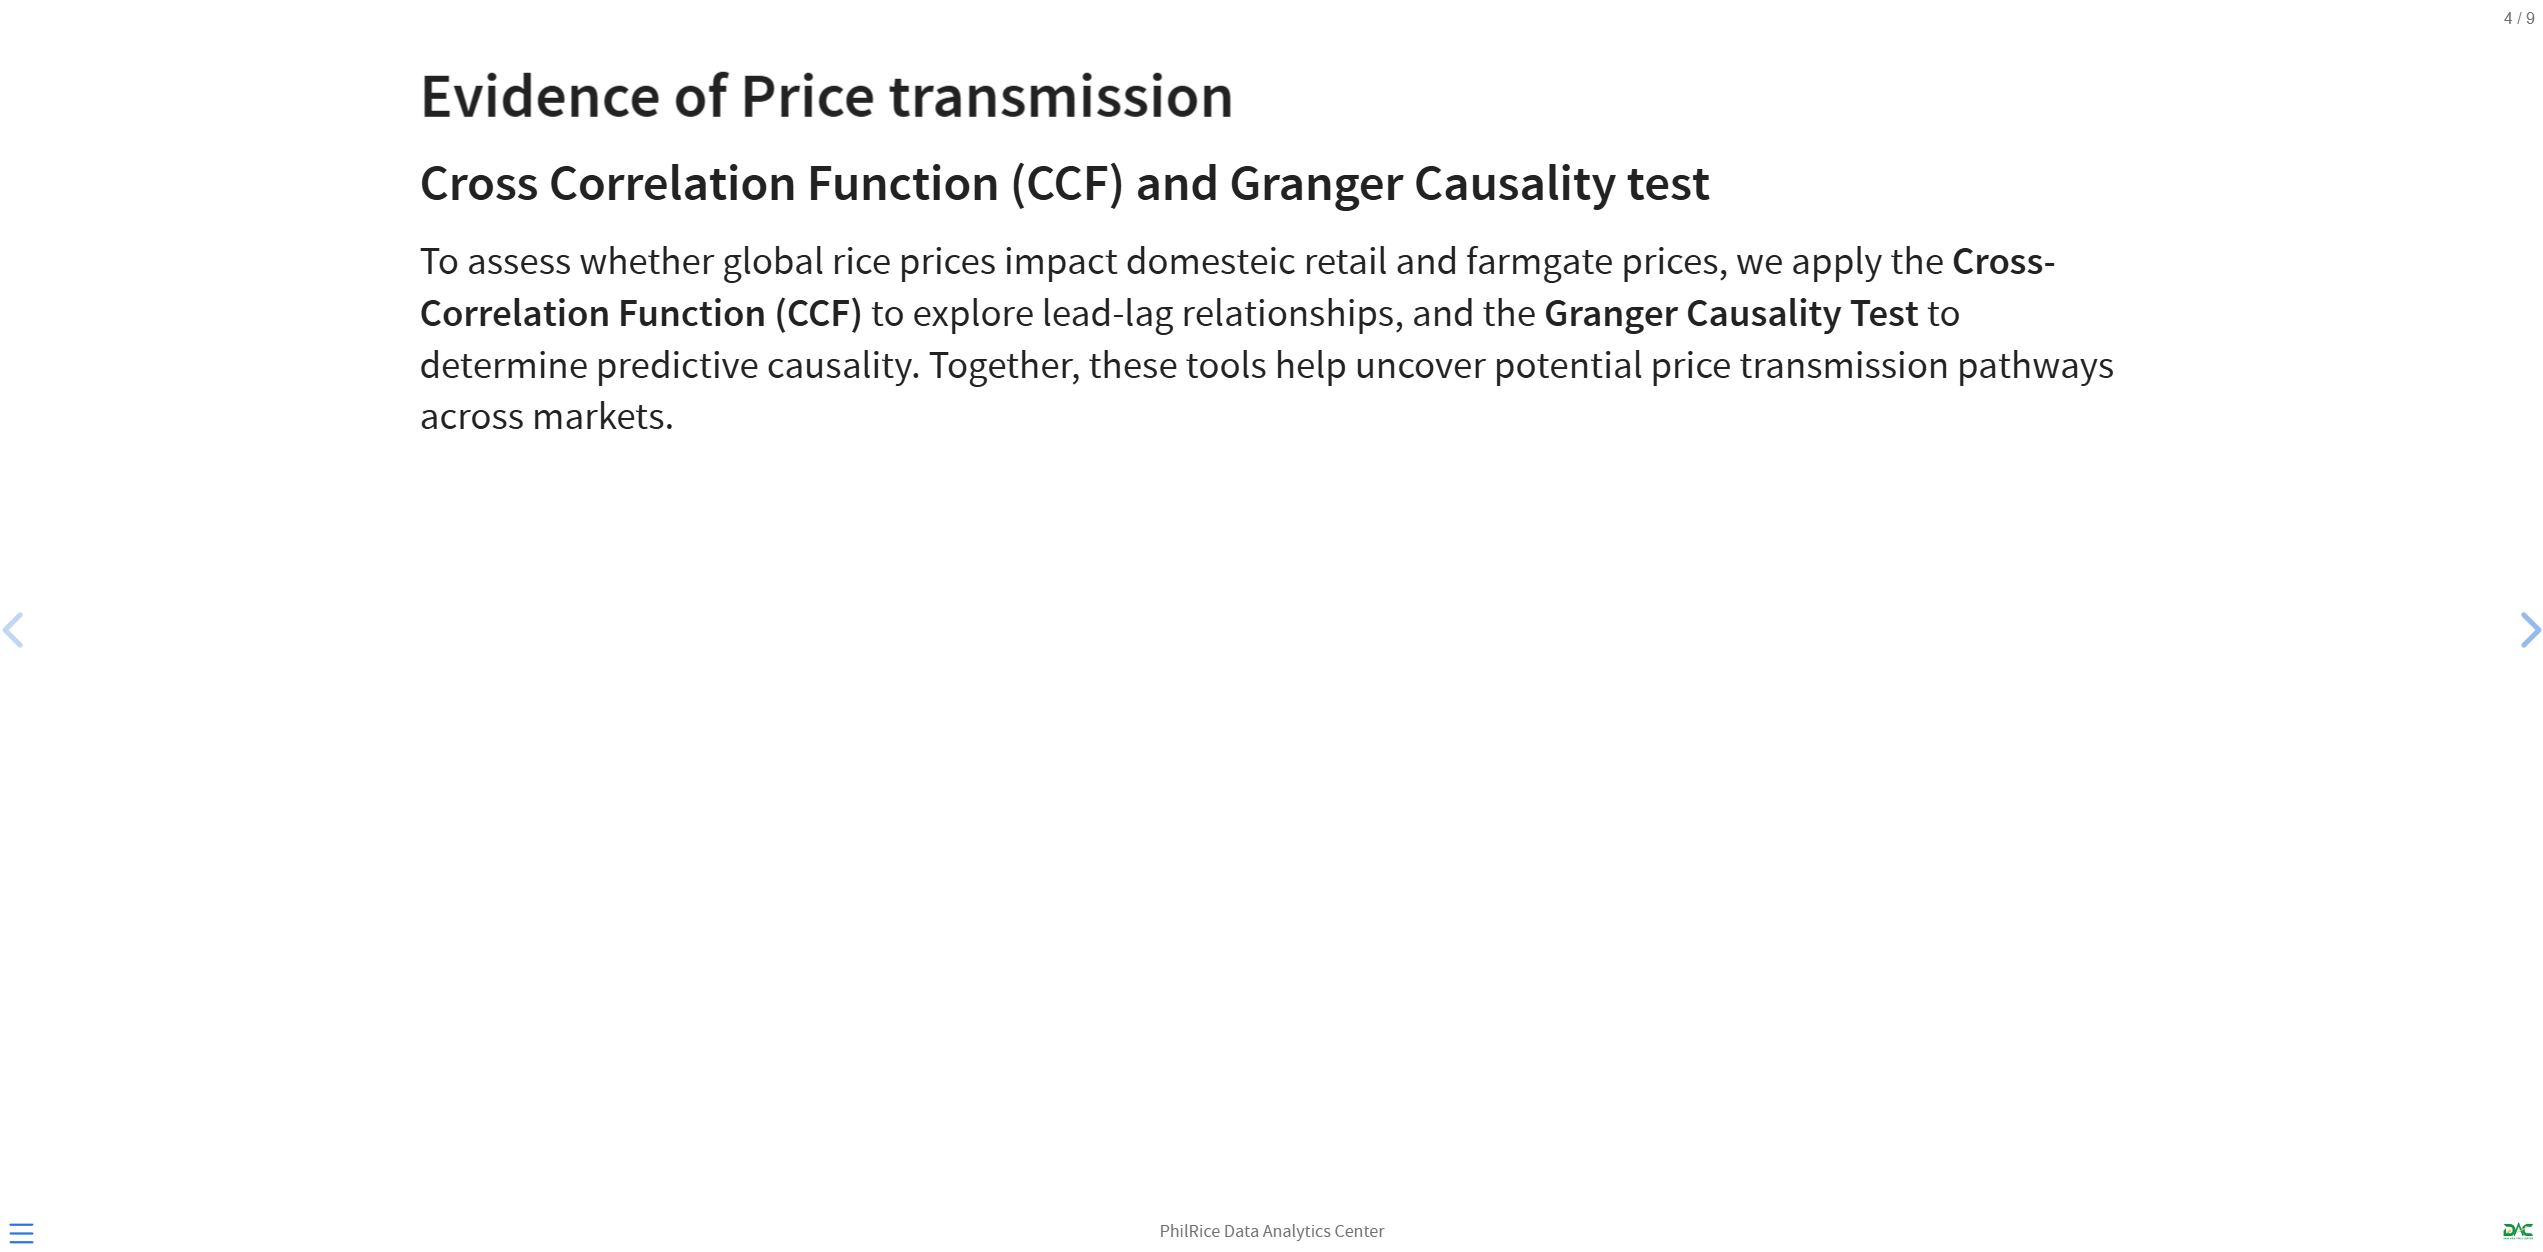 4 / 9
Evidence of Price transmission
Cross Correlation Function (CCF) and Granger Causality test
To assess whether global rice prices impact domesteic retail and farmgate prices, we apply the Cross-
Correlation Function (CCF) to explore lead-lag relationships, and the Granger Causality Test to
determine predictive causality. Together, these tools help uncover potential price transmission pathways
across markets.
PhilRice Data Analytics Center
DAC